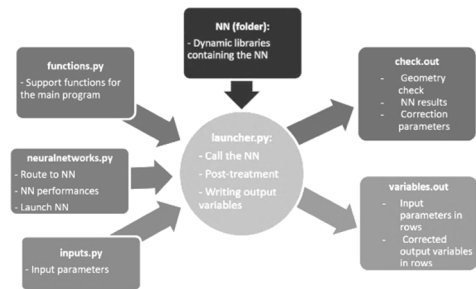 NN (folder):
- Dynamic libraries
containing the NN
functions.py
- Support functions for
the main program
check.out
- Geometry
check
- NN results
- Correction
parameters
launcher.py:
- Call the NN
- Post-treatment
- Writing output
variables
neuralnetworks.py
- Route to NN
- NN performances
- Launch NN
variables.out
- Input
parameters in
rows
- Corrected
output variables
in rows
inputs.py
- Input parameters